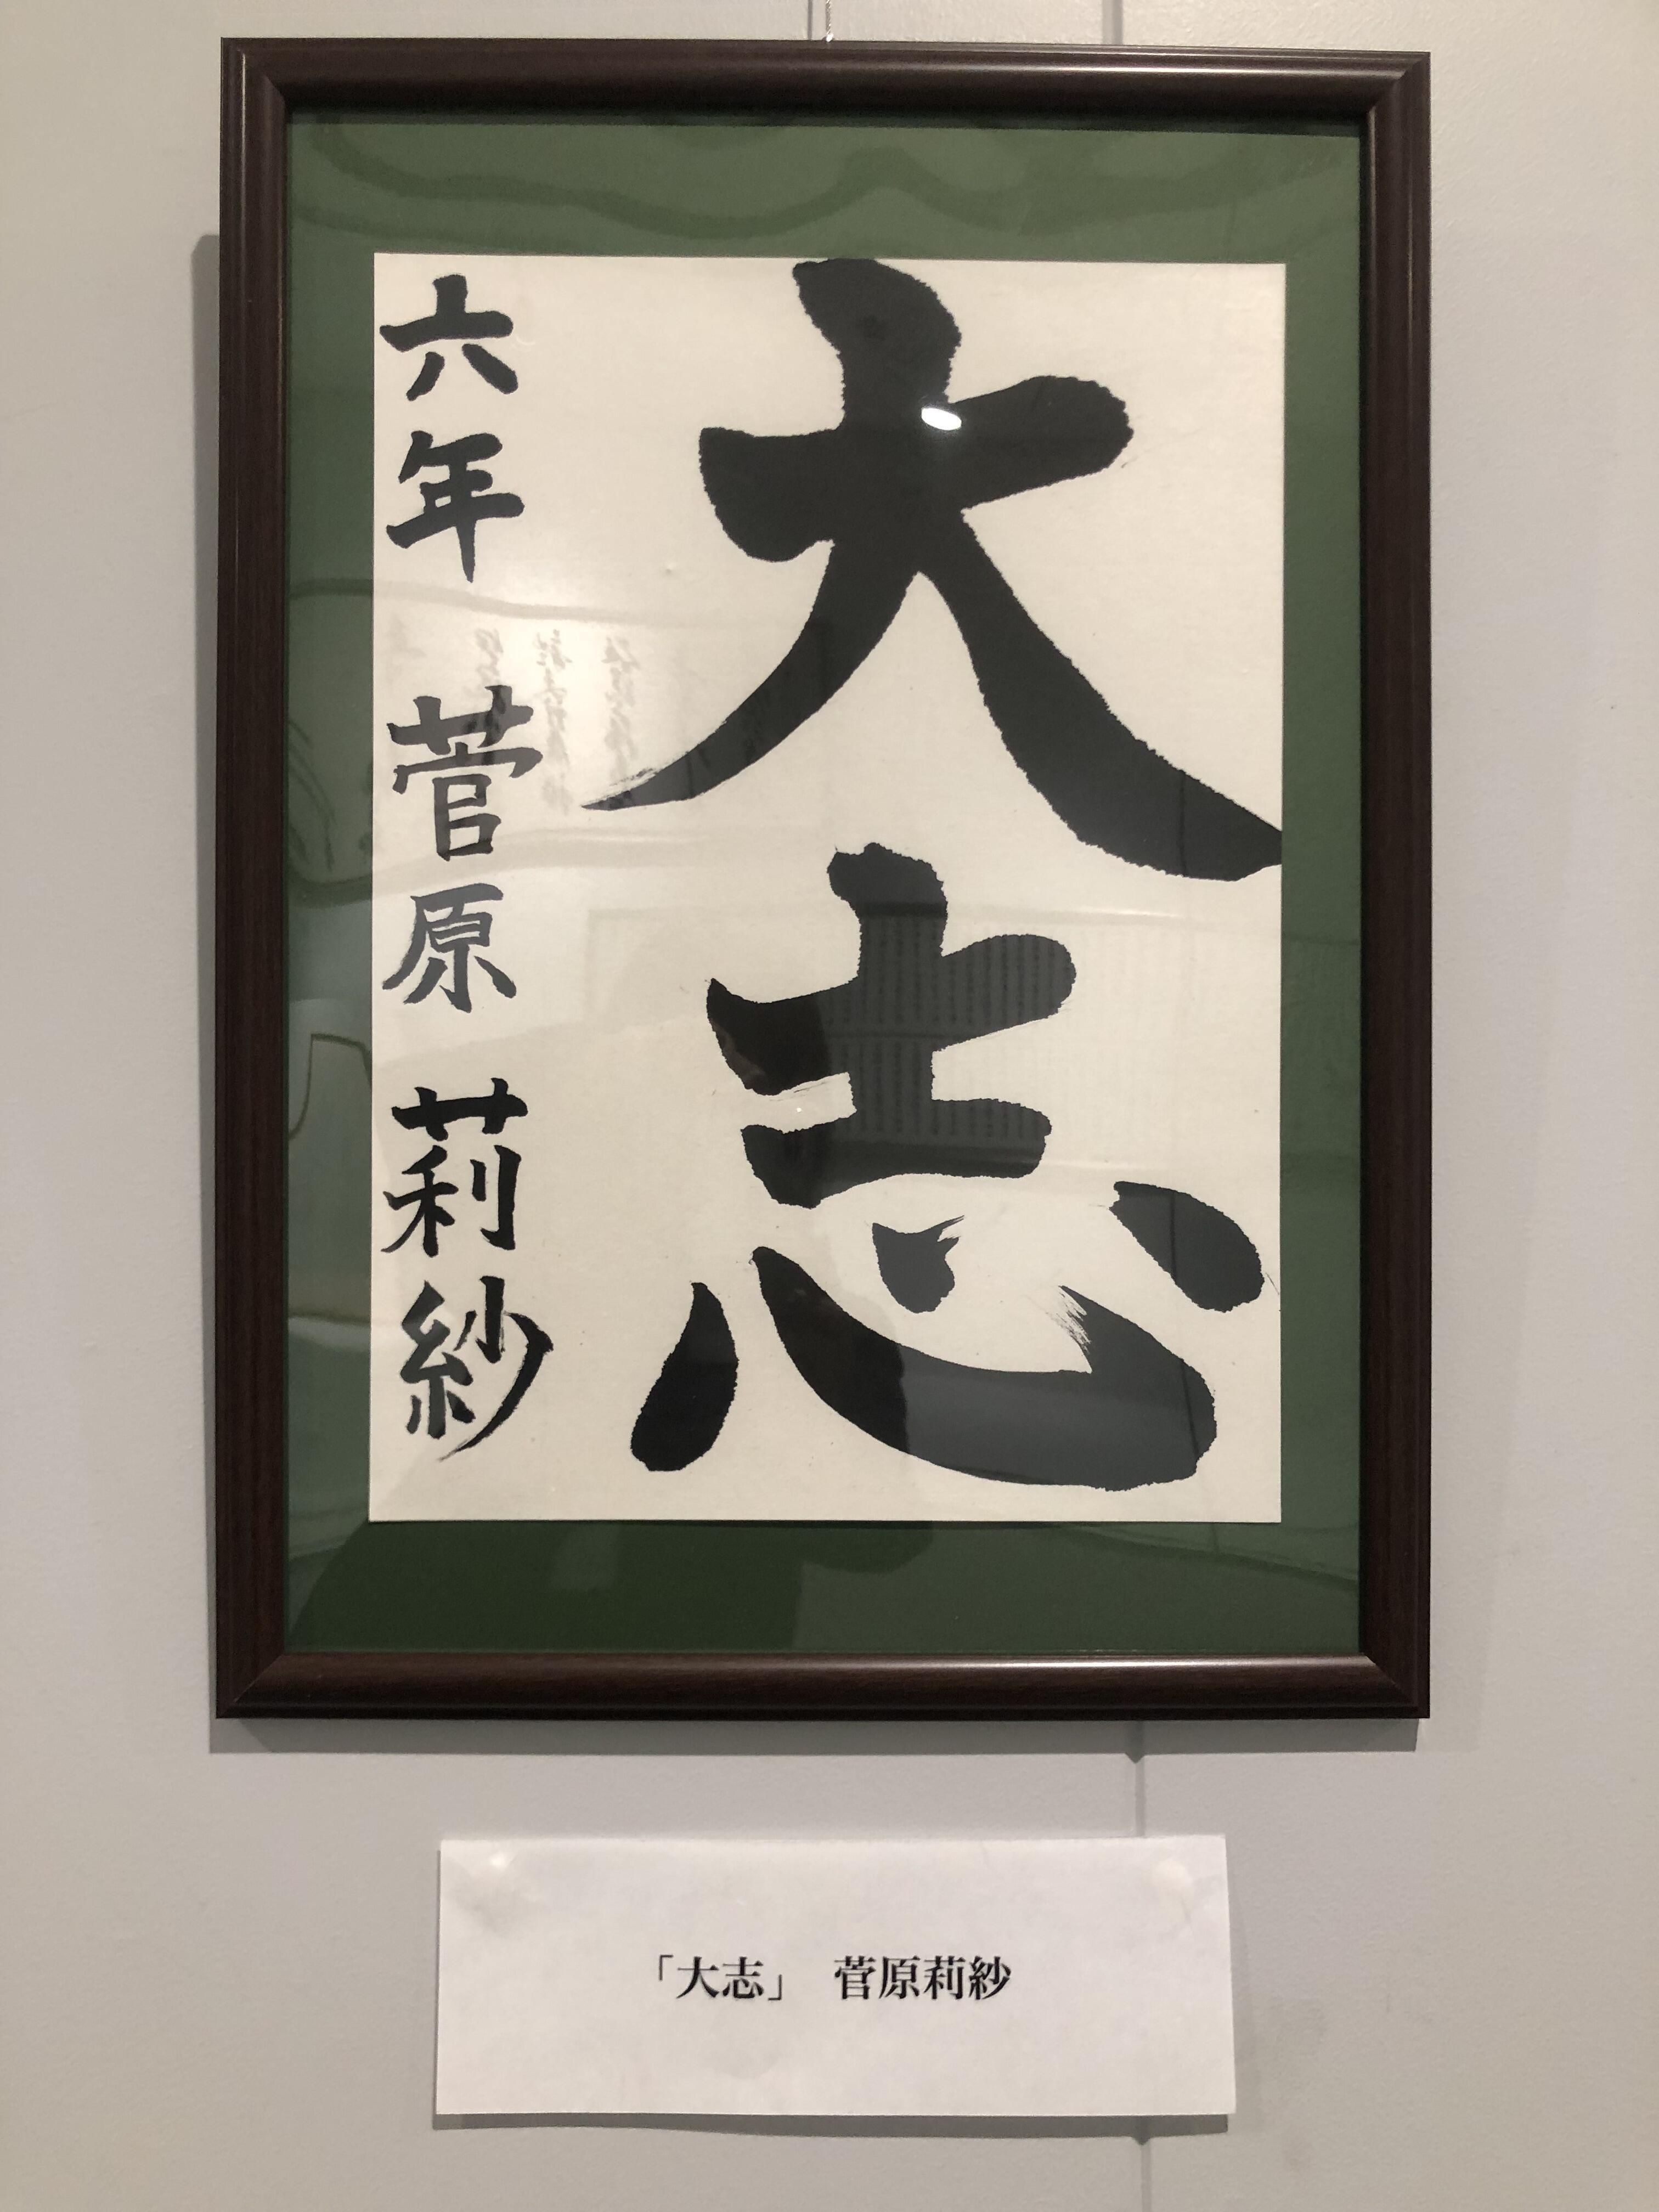 大志
六年 菅原 莉紗
「大志」 菅原莉紗